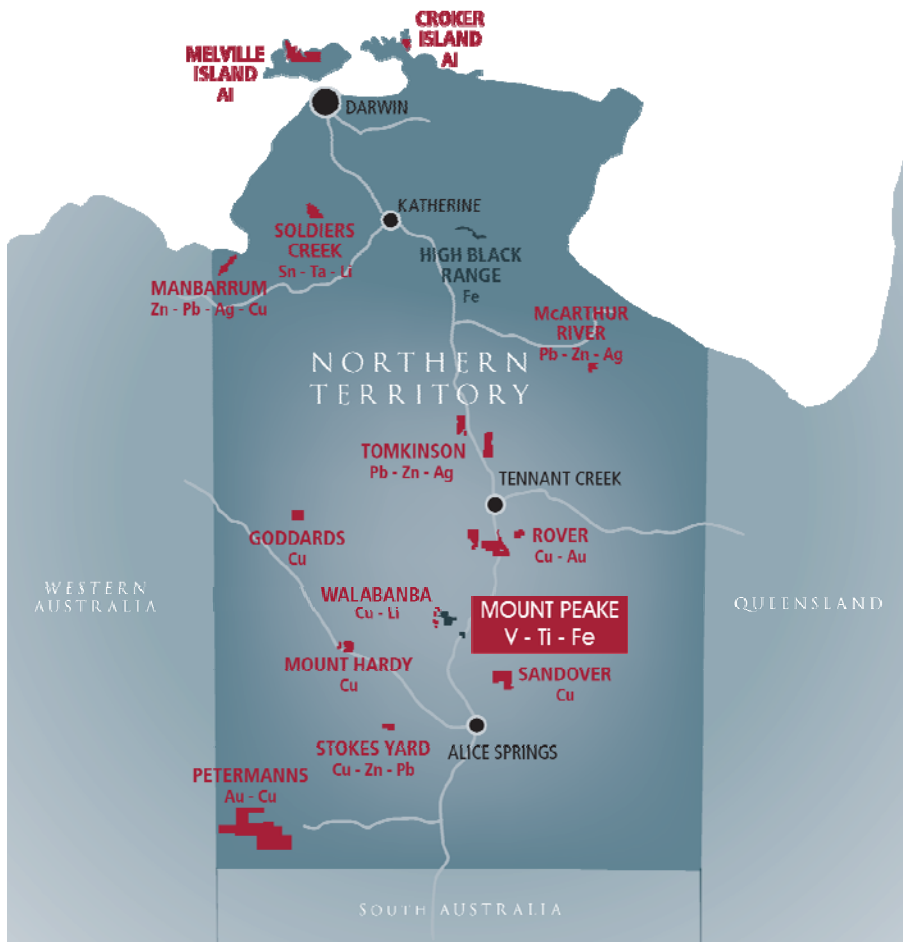 CROKER
ISLAND
Al
MELVILLE
ISLAND
Al
DARWIN
KATHERINE
SOLDIERS
CREEK
Sn - Ta - Li
HIGH BLACK
RANGE
Fe
MANBARRUM
Zn - Pb - Ag - Cu
McARTHUR
RIVER
Pb - Zn - Ag
NORTHERN
TERRITORY
TOMKINSON
Pb - Zn - Ag
TENNANT CREEK
GODDARDS
Cu
ROVER
Cu - Au
WESTERN
AUSTRALIA
WALABANBA
Cu - Li
MOUNT PEAKE
V - Ti - Fe
QUEENSLAND
MOUNT HARDY
Cu
SANDOVER
Cu
STOKES YARD
Cu - Zn - Pb
ALICE SPRINGS
PETERMANNS
Au - Cu
SOUTH AUSTRALIA